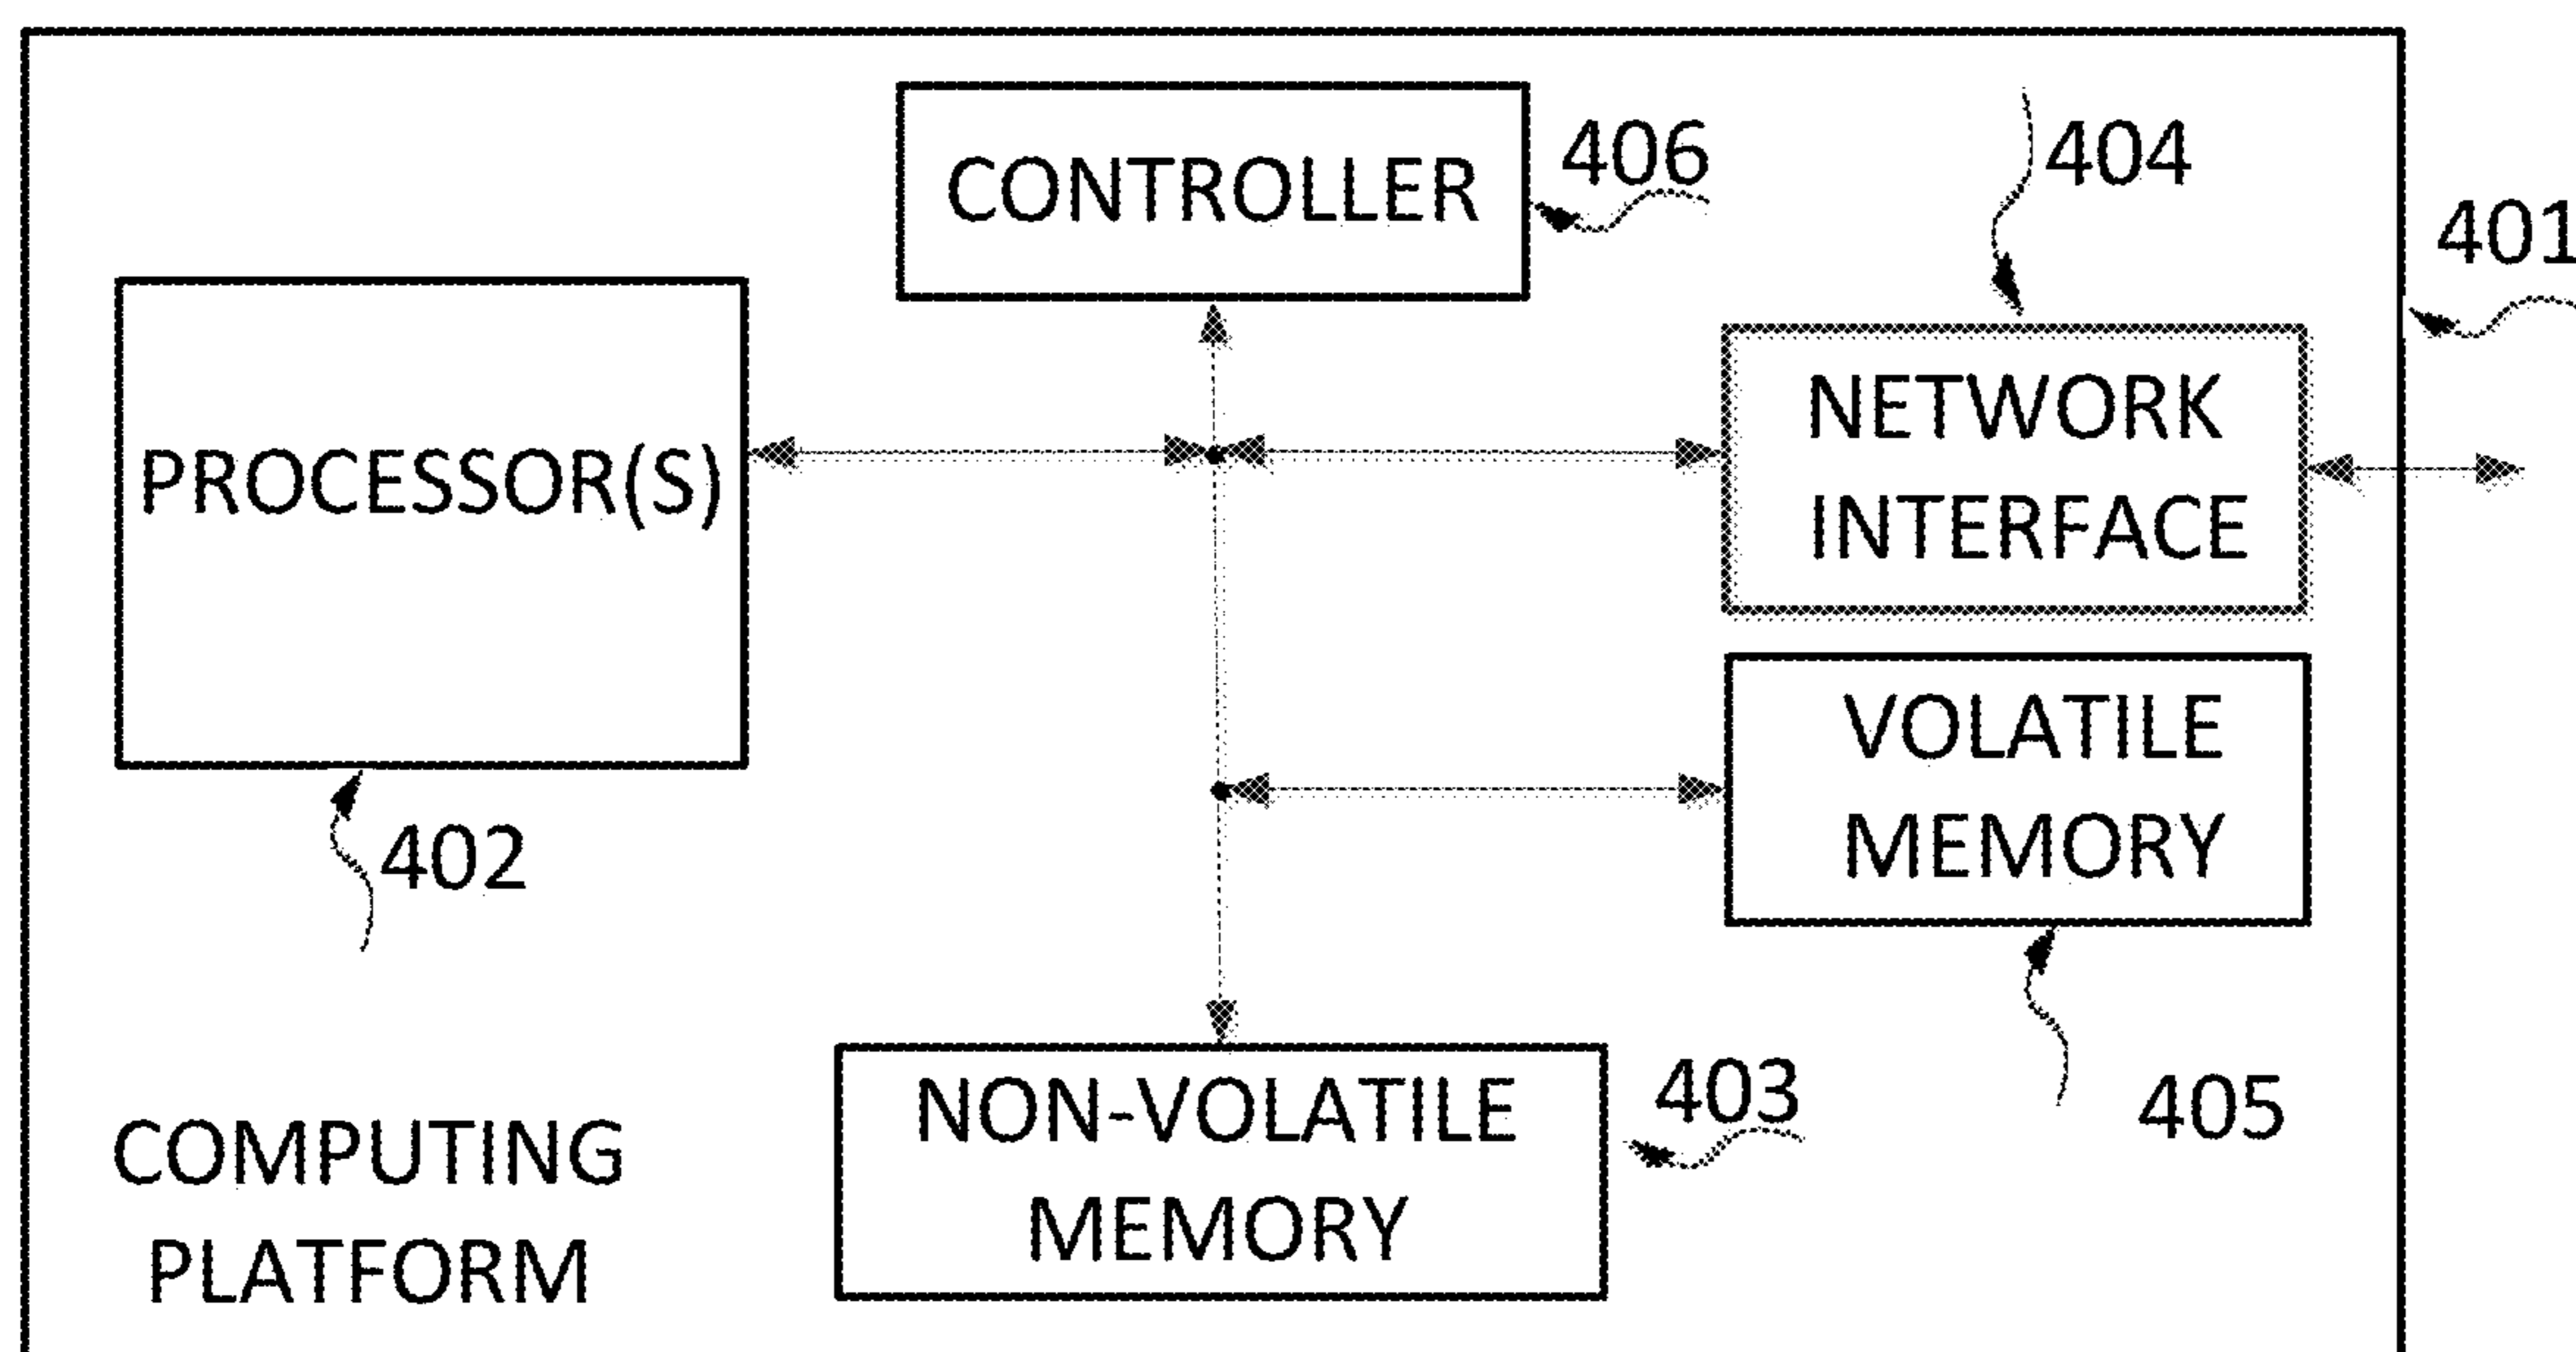 CONTROLLER
406
404
401
PROCESSOR(S)
NETWORK
INTERFACE
402
VOLATILE
MEMORY
405
NON-VOLATILE
MEMORY
403
COMPUTING
PLATFORM